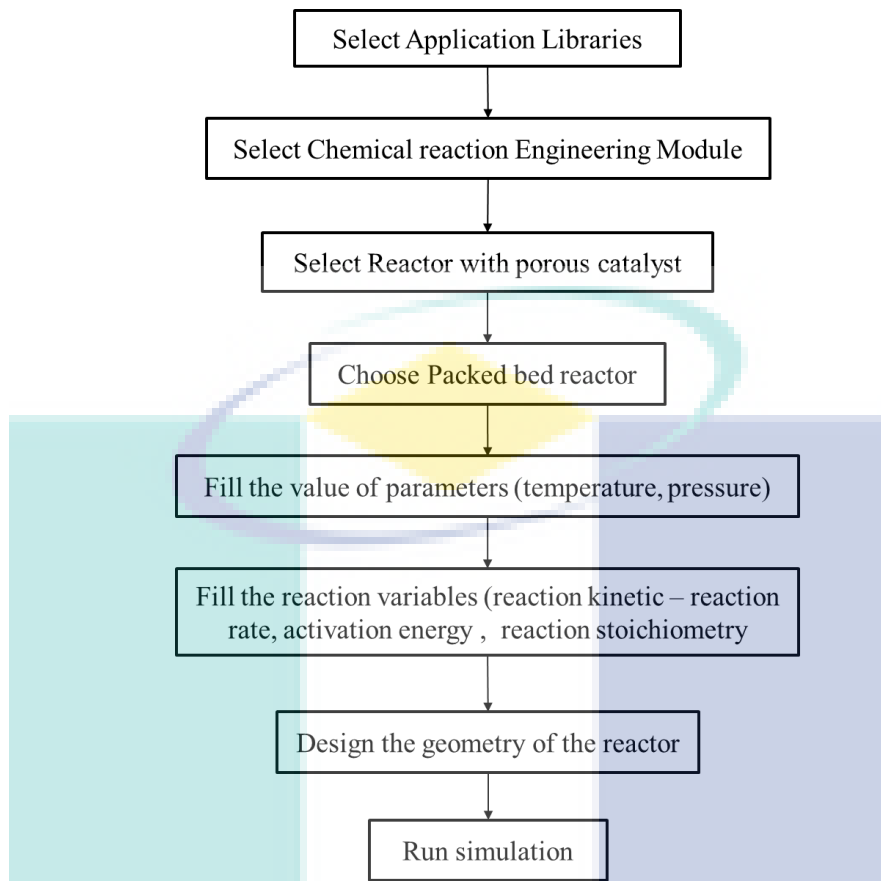 Select Application Libraries
Select Chemical reaction Engineering Module
Select Reactor with porous catalyst
Choose Packed bed reactor
Fill the value of parameters (temperature, pressure)
Fill the reaction variables (reaction kinetic – reaction
rate, activation energy , reaction stoichiometry
Design the geometry of the reactor
Run simulation